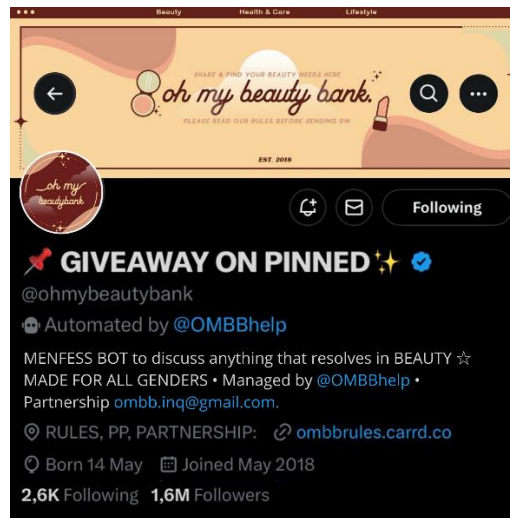 Beauty Health & Care Lifestyle
SHARE & FIND YOUR BEAUTY NEEDS HERE
oh my beauty bank.
PLEASE READ OUR RULES BEFORE SENDING DM
EST. 2018
oh my
beautybank
Following
GIVEAWAY ON PINNED
@ohmybeautybank
Automated by @OMBBhelp
MENFESS BOT to discuss anything that resolves in BEAUTY ☆
MADE FOR ALL GENDERS • Managed by @OMBBhelp •
Partnership ombb.inq@gmail.com.
RULES, PP, PARTNERSHIP: ombbrules.carrd.co
Born 14 May Joined May 2018
2,6K Following 1,6M Followers